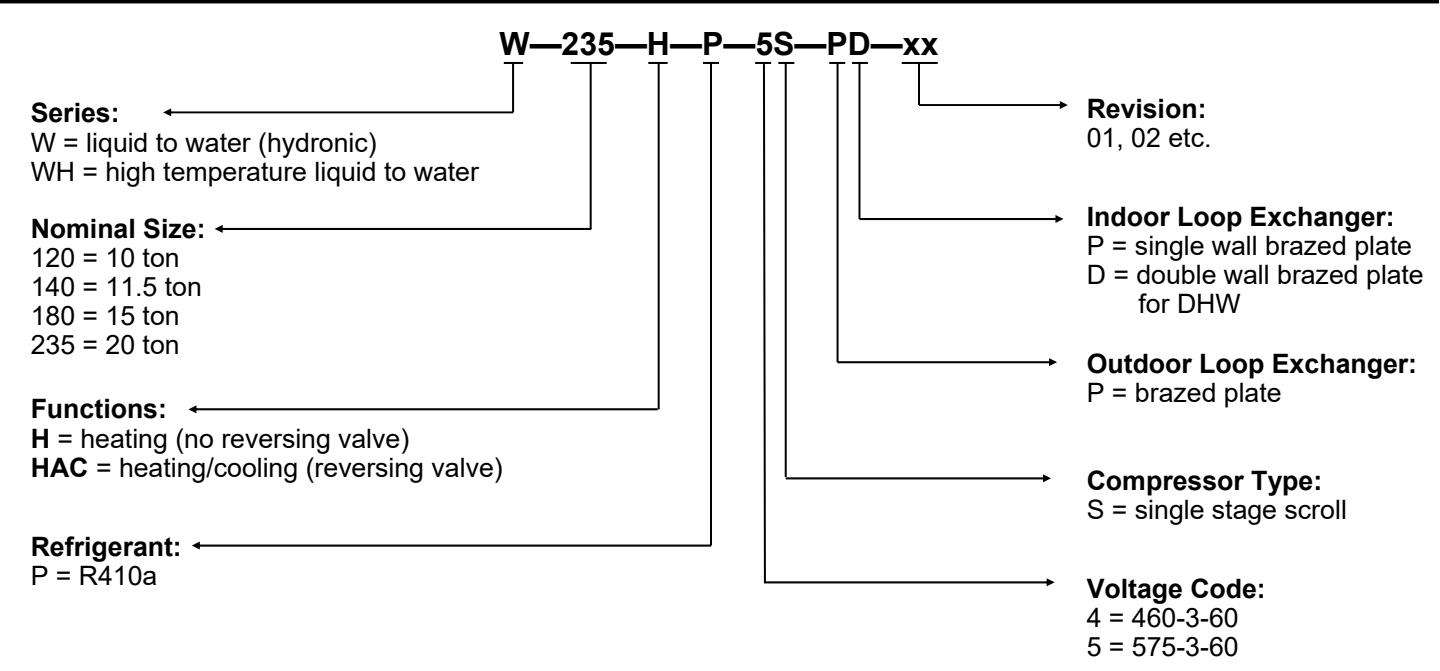 W—235—H—P—5S—PD—xx
Series:
W = liquid to water (hydronic)
WH = high temperature liquid to water
Nominal Size:
120 = 10 ton
140 = 11.5 ton
180 = 15 ton
235 = 20 ton
Functions:
H = heating (no reversing valve)
HAC = heating/cooling (reversing valve)
Refrigerant:
P = R410a
Revision:
01, 02 etc.
Indoor Loop Exchanger:
P = single wall brazed plate
D = double wall brazed plate
for DHW
Outdoor Loop Exchanger:
P = brazed plate
Compressor Type:
S = single stage scroll
Voltage Code:
4 = 460-3-60
5 = 575-3-60